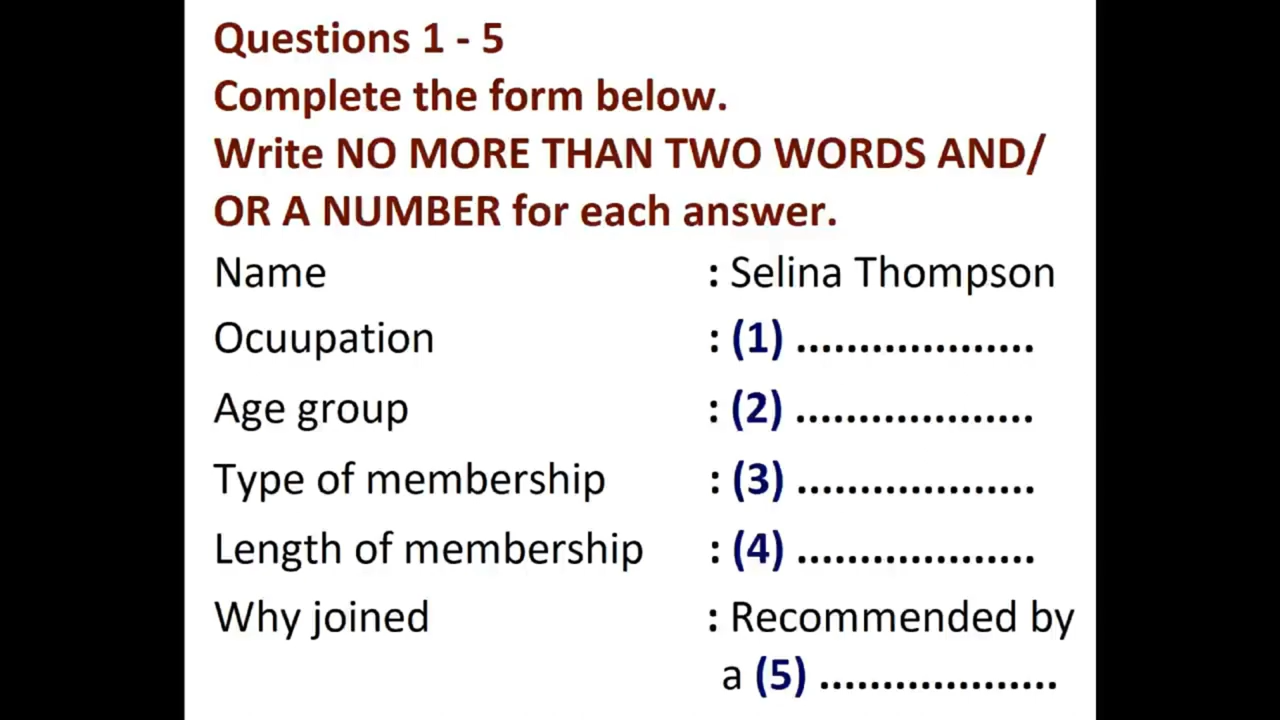 Questions 1 - 5
Complete the form below.
Write NO MORE THAN TWO WORDS AND/
OR A NUMBER for each answer.
Name : Selina Thompson
Ocuupation : (1) ...................
Age group : (2) ...................
Type of membership : (3) ...................
Length of membership : (4) ...................
Why joined : Recommended by
a (5) ...................